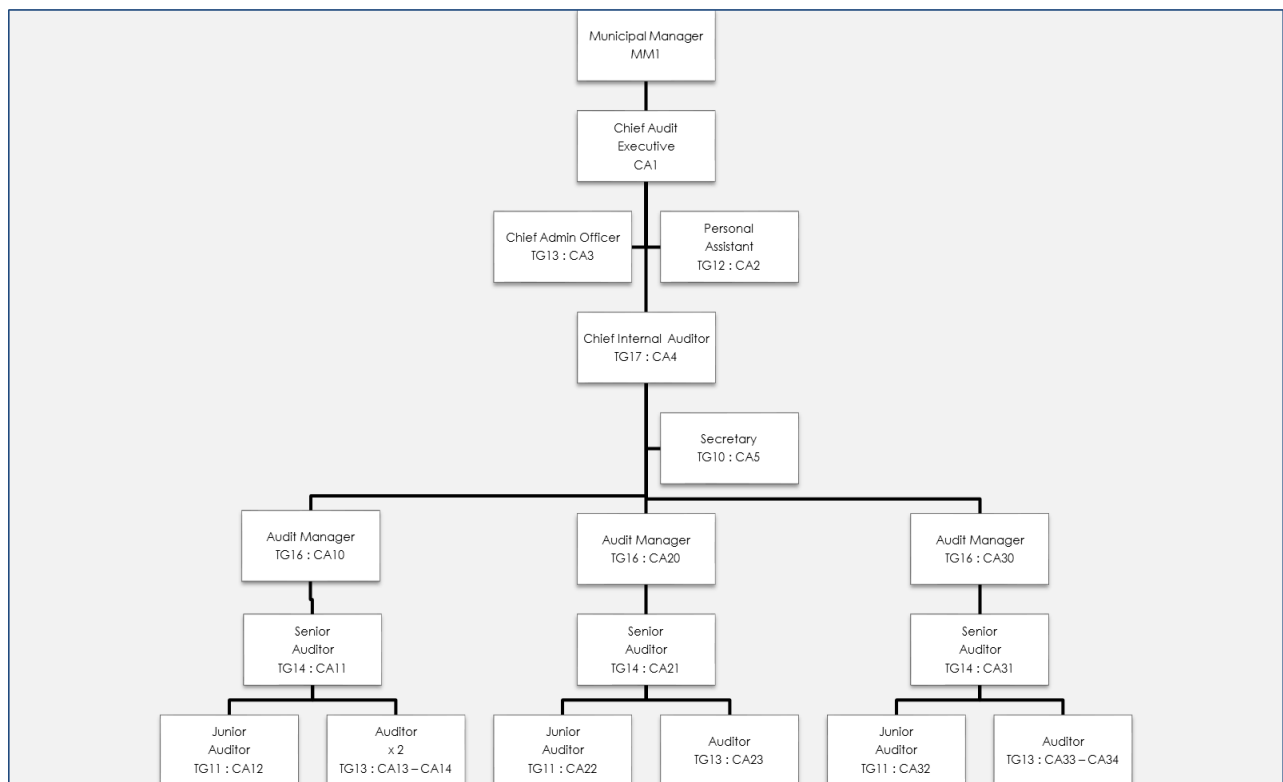 Municipal Manager
MM1
Chief Audit
Executive
CA1
Chief Admin Officer
TG13 : CA3
Personal
Assistant
TG12 : CA2
Chief Internal Auditor
TG17 : CA4
Secretary
TG10 : CA5
Audit Manager
TG16 : CA10
Audit Manager
TG16 : CA20
Audit Manager
TG16 : CA30
Senior
Auditor
TG14 : CA11
Senior
Auditor
TG14 : CA21
Senior
Auditor
TG14 : CA31
Junior
Auditor
TG11 : CA12
Auditor
x 2
TG13 : CA13 – CA14
Junior
Auditor
TG11 : CA22
Auditor
TG13 : CA23
Junior
Auditor
TG11 : CA32
Auditor
TG13 : CA33 – CA34